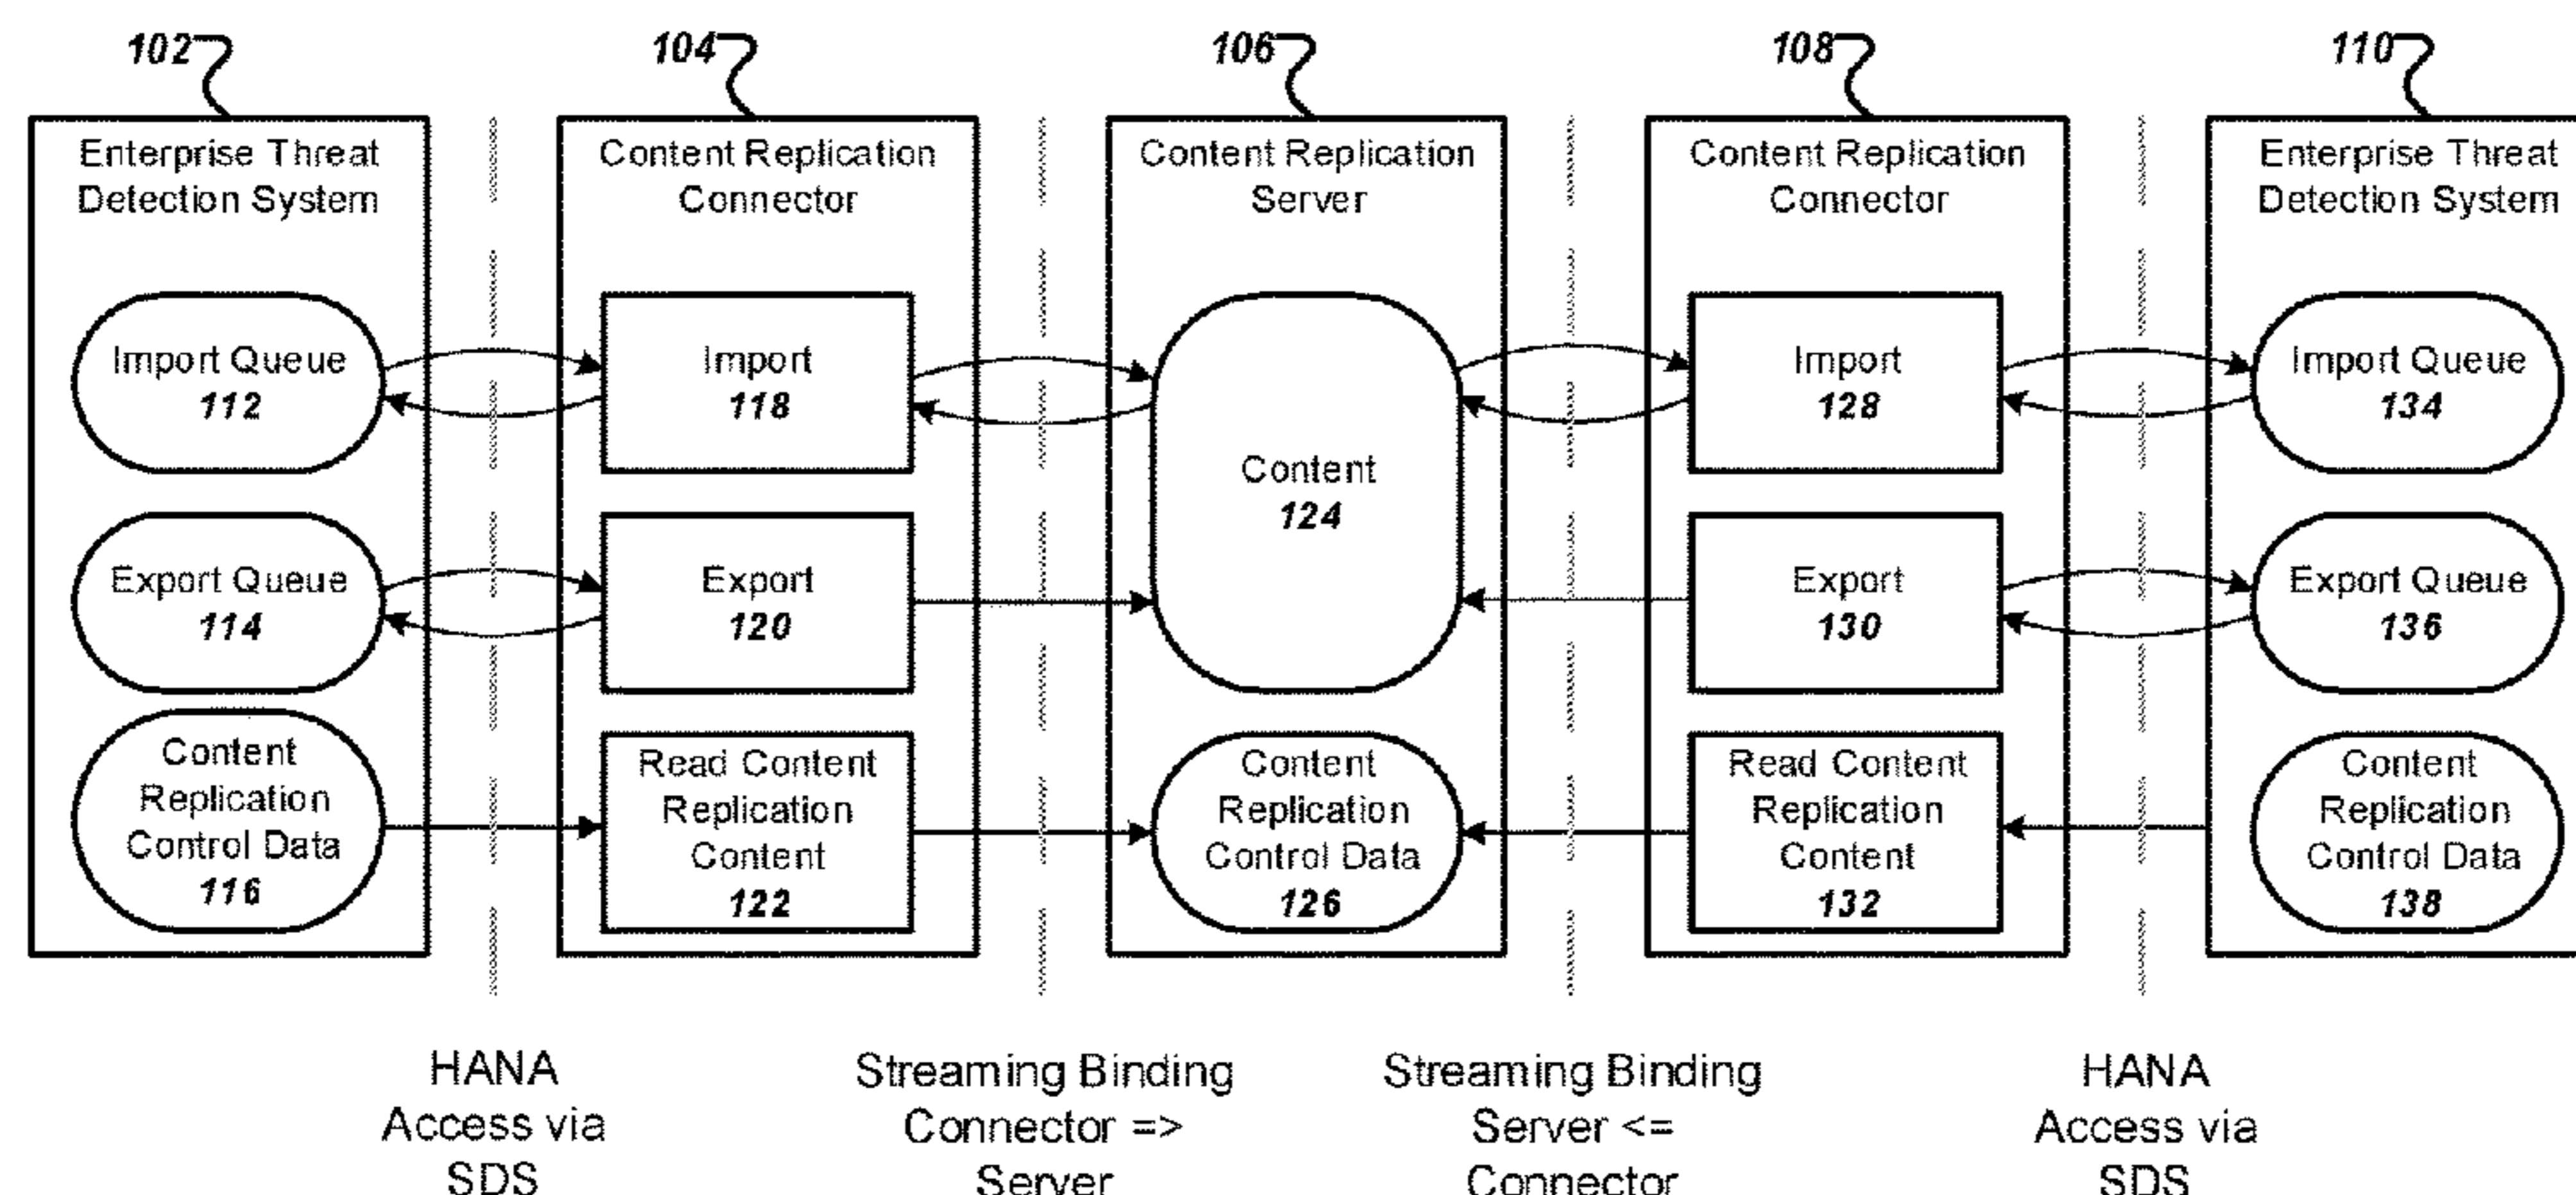 102
104
106
108
110
Enterprise Threat
Detection System
Import Queue
112
Export Queue
114
Content
Replication
Control Data
116
Content Replication
Connector
Import
118
Export
120
Read Content
Replication
Content
122
Content Replication
Server
Content
124
Content
Replication
Control Data
126
Content Replication
Connector
Import
128
Export
130
Read Content
Replication
Content
132
Enterprise Threat
Detection System
Import Queue
134
Export Queue
136
Content
Replication
Control Data
138
HANA
Access via
SDS
Streaming Binding
Connector =>
Server
Streaming Binding
Server <=
Connector
HANA
Access via
SDS